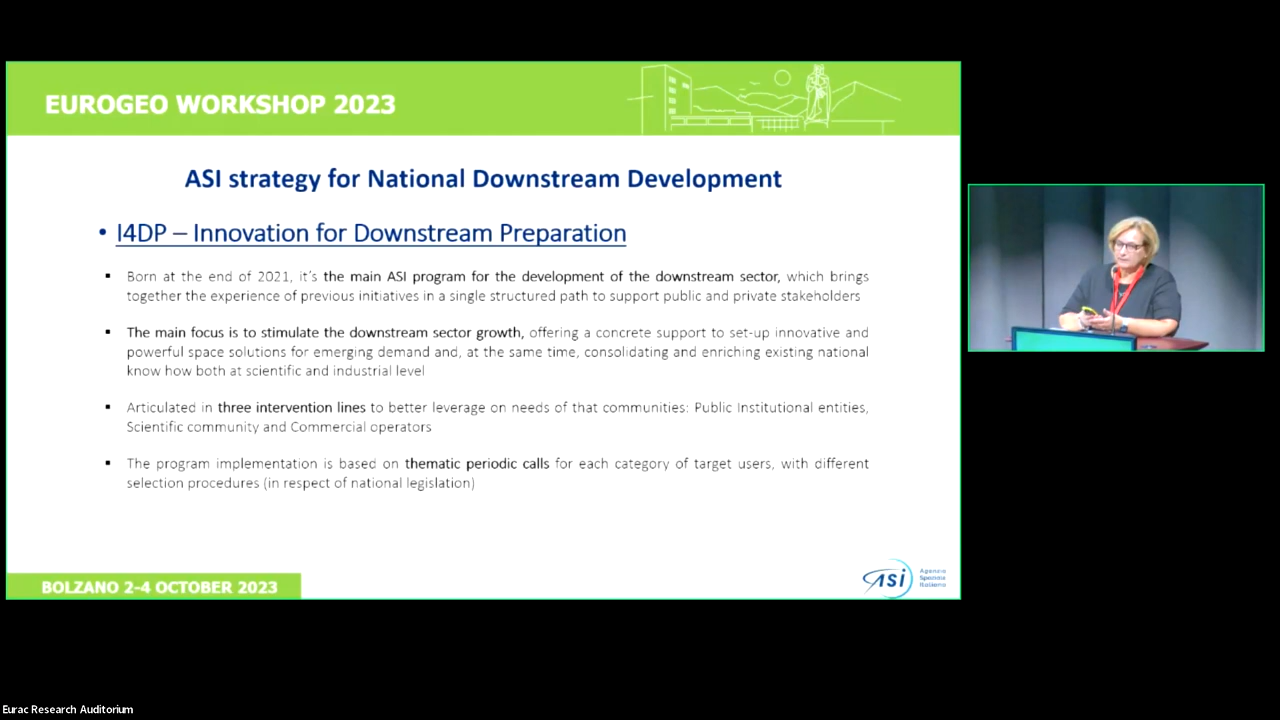 EUROGEO WORKSHOP 2023
ASI strategy for National Downstream Development
• I4DP – Innovation for Downstream Preparation
▪ Born at the end of 2021, it's the main ASI program for the development of the downstream sector, which brings
together the experience of previous initiatives in a single structured path to support public and private stakeholders
▪ The main focus is to stimulate the downstream sector growth, offering a concrete support to set-up innovative and
powerful space solutions for emerging demand and, at the same time, consolidating and enriching existing national
know how both at scientific and industrial level
▪ Articulated in three intervention lines to better leverage on needs of that communities: Public Institutional entities,
Scientific community and Commercial operators
▪ The program implementation is based on thematic periodic calls for each category of target users, with different
selection procedures (in respect of national legislation)
BOLZANO 2-4 OCTOBER 2023
ASI
Agenzia
Spaziale
Italiana
Eurac Research Auditorium